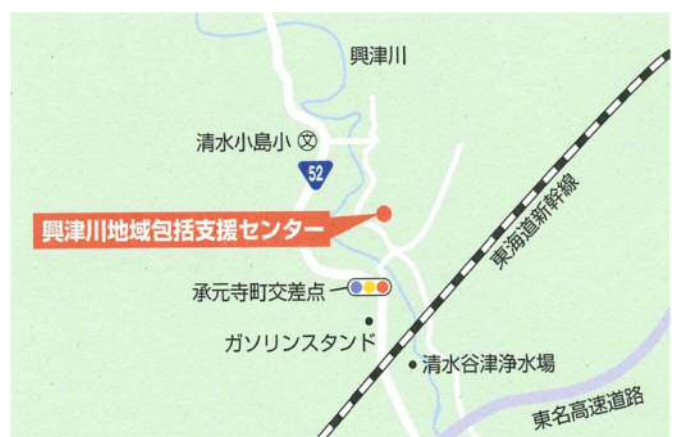 興津川
清水小島小 文
52
興津川地域包括支援センター
東海道新幹線
承元寺町交差点
ガソリンスタンド
清水谷津浄水場
東名高速道路